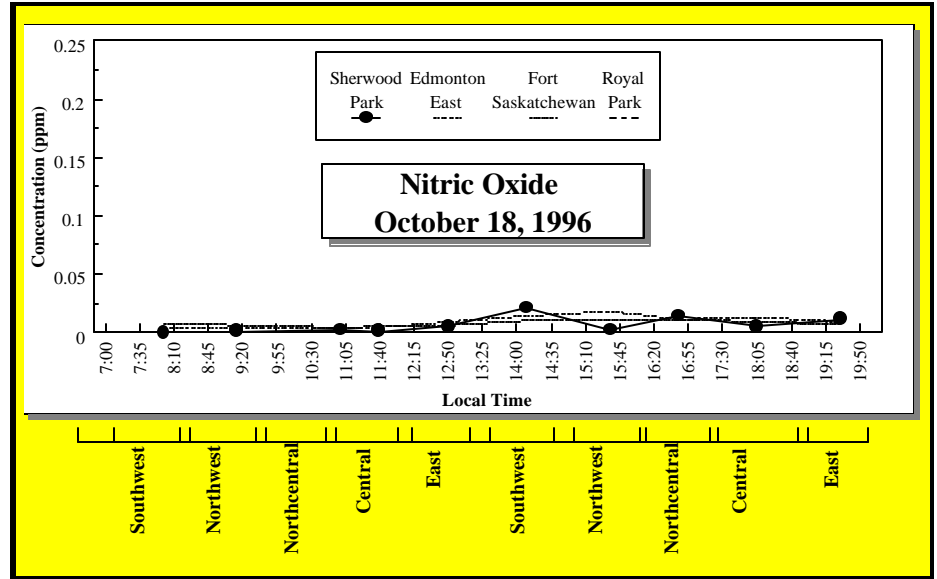 0.25
0.2
0.15
0.1
0.05
0
Concentration (ppm)
Sherwood Edmonton Fort Royal
Park East Saskatchewan Park
Nitric Oxide
October 18, 1996
7:00 7:35 8:10 8:45 9:20 9:55 10:30 11:05 11:40 12:15 12:50 13:25 14:00 14:35 15:10 15:45 16:20 16:55 17:30 18:05 18:40 19:15 19:50
Local Time
Southwest Northwest Northcentral Central East Southwest Northwest Northcentral Central East